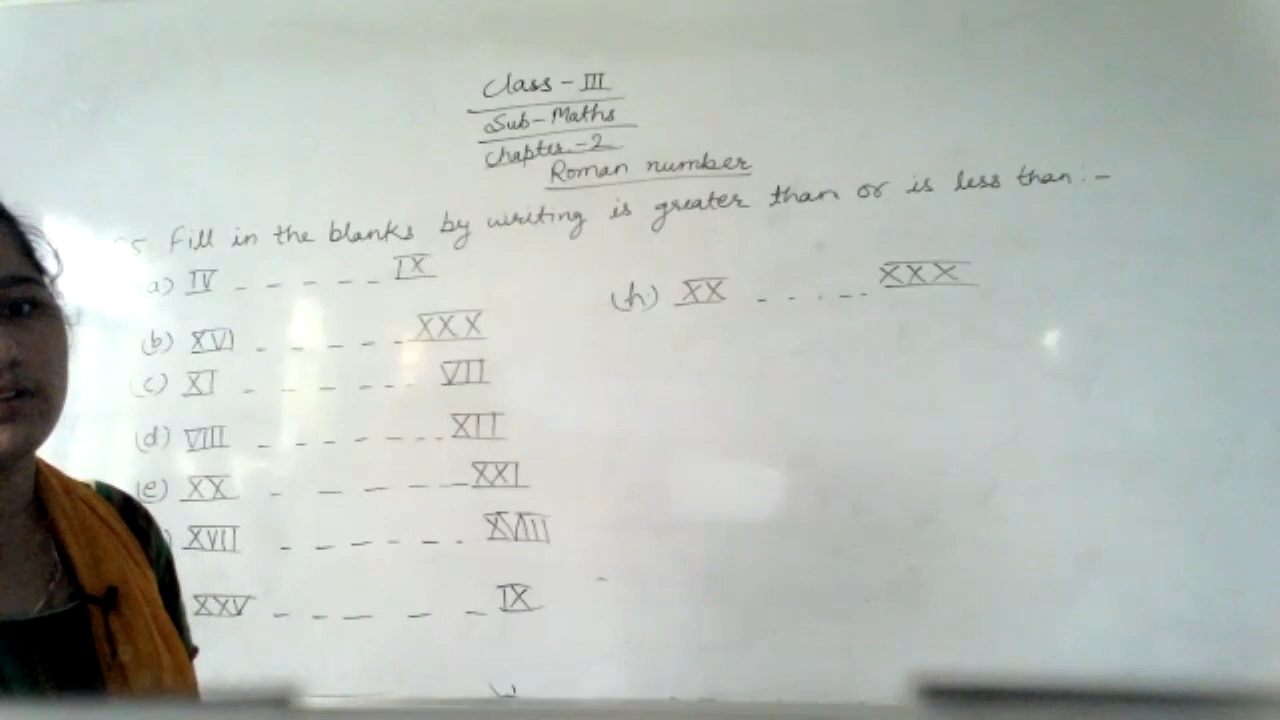 Class - III
Sub - Maths
Chapter - 2
Roman number
5 Fill in the blanks by writing is greater than or is less than :-
(a) IV _ _ _ _ _ IX
(b) XVI _ _ _ _ _ XXX
(c) XI _ _ _ _ _ _ VII
(d) VIII _ _ _ _ _ _ _ XII
(e) XX _ _ _ _ _ XXI
) XVII _ _ _ _ _ _ XVIII
XXV _ _ _ _ _ _ IX
(h) XX _ _ _ _ _ XXX